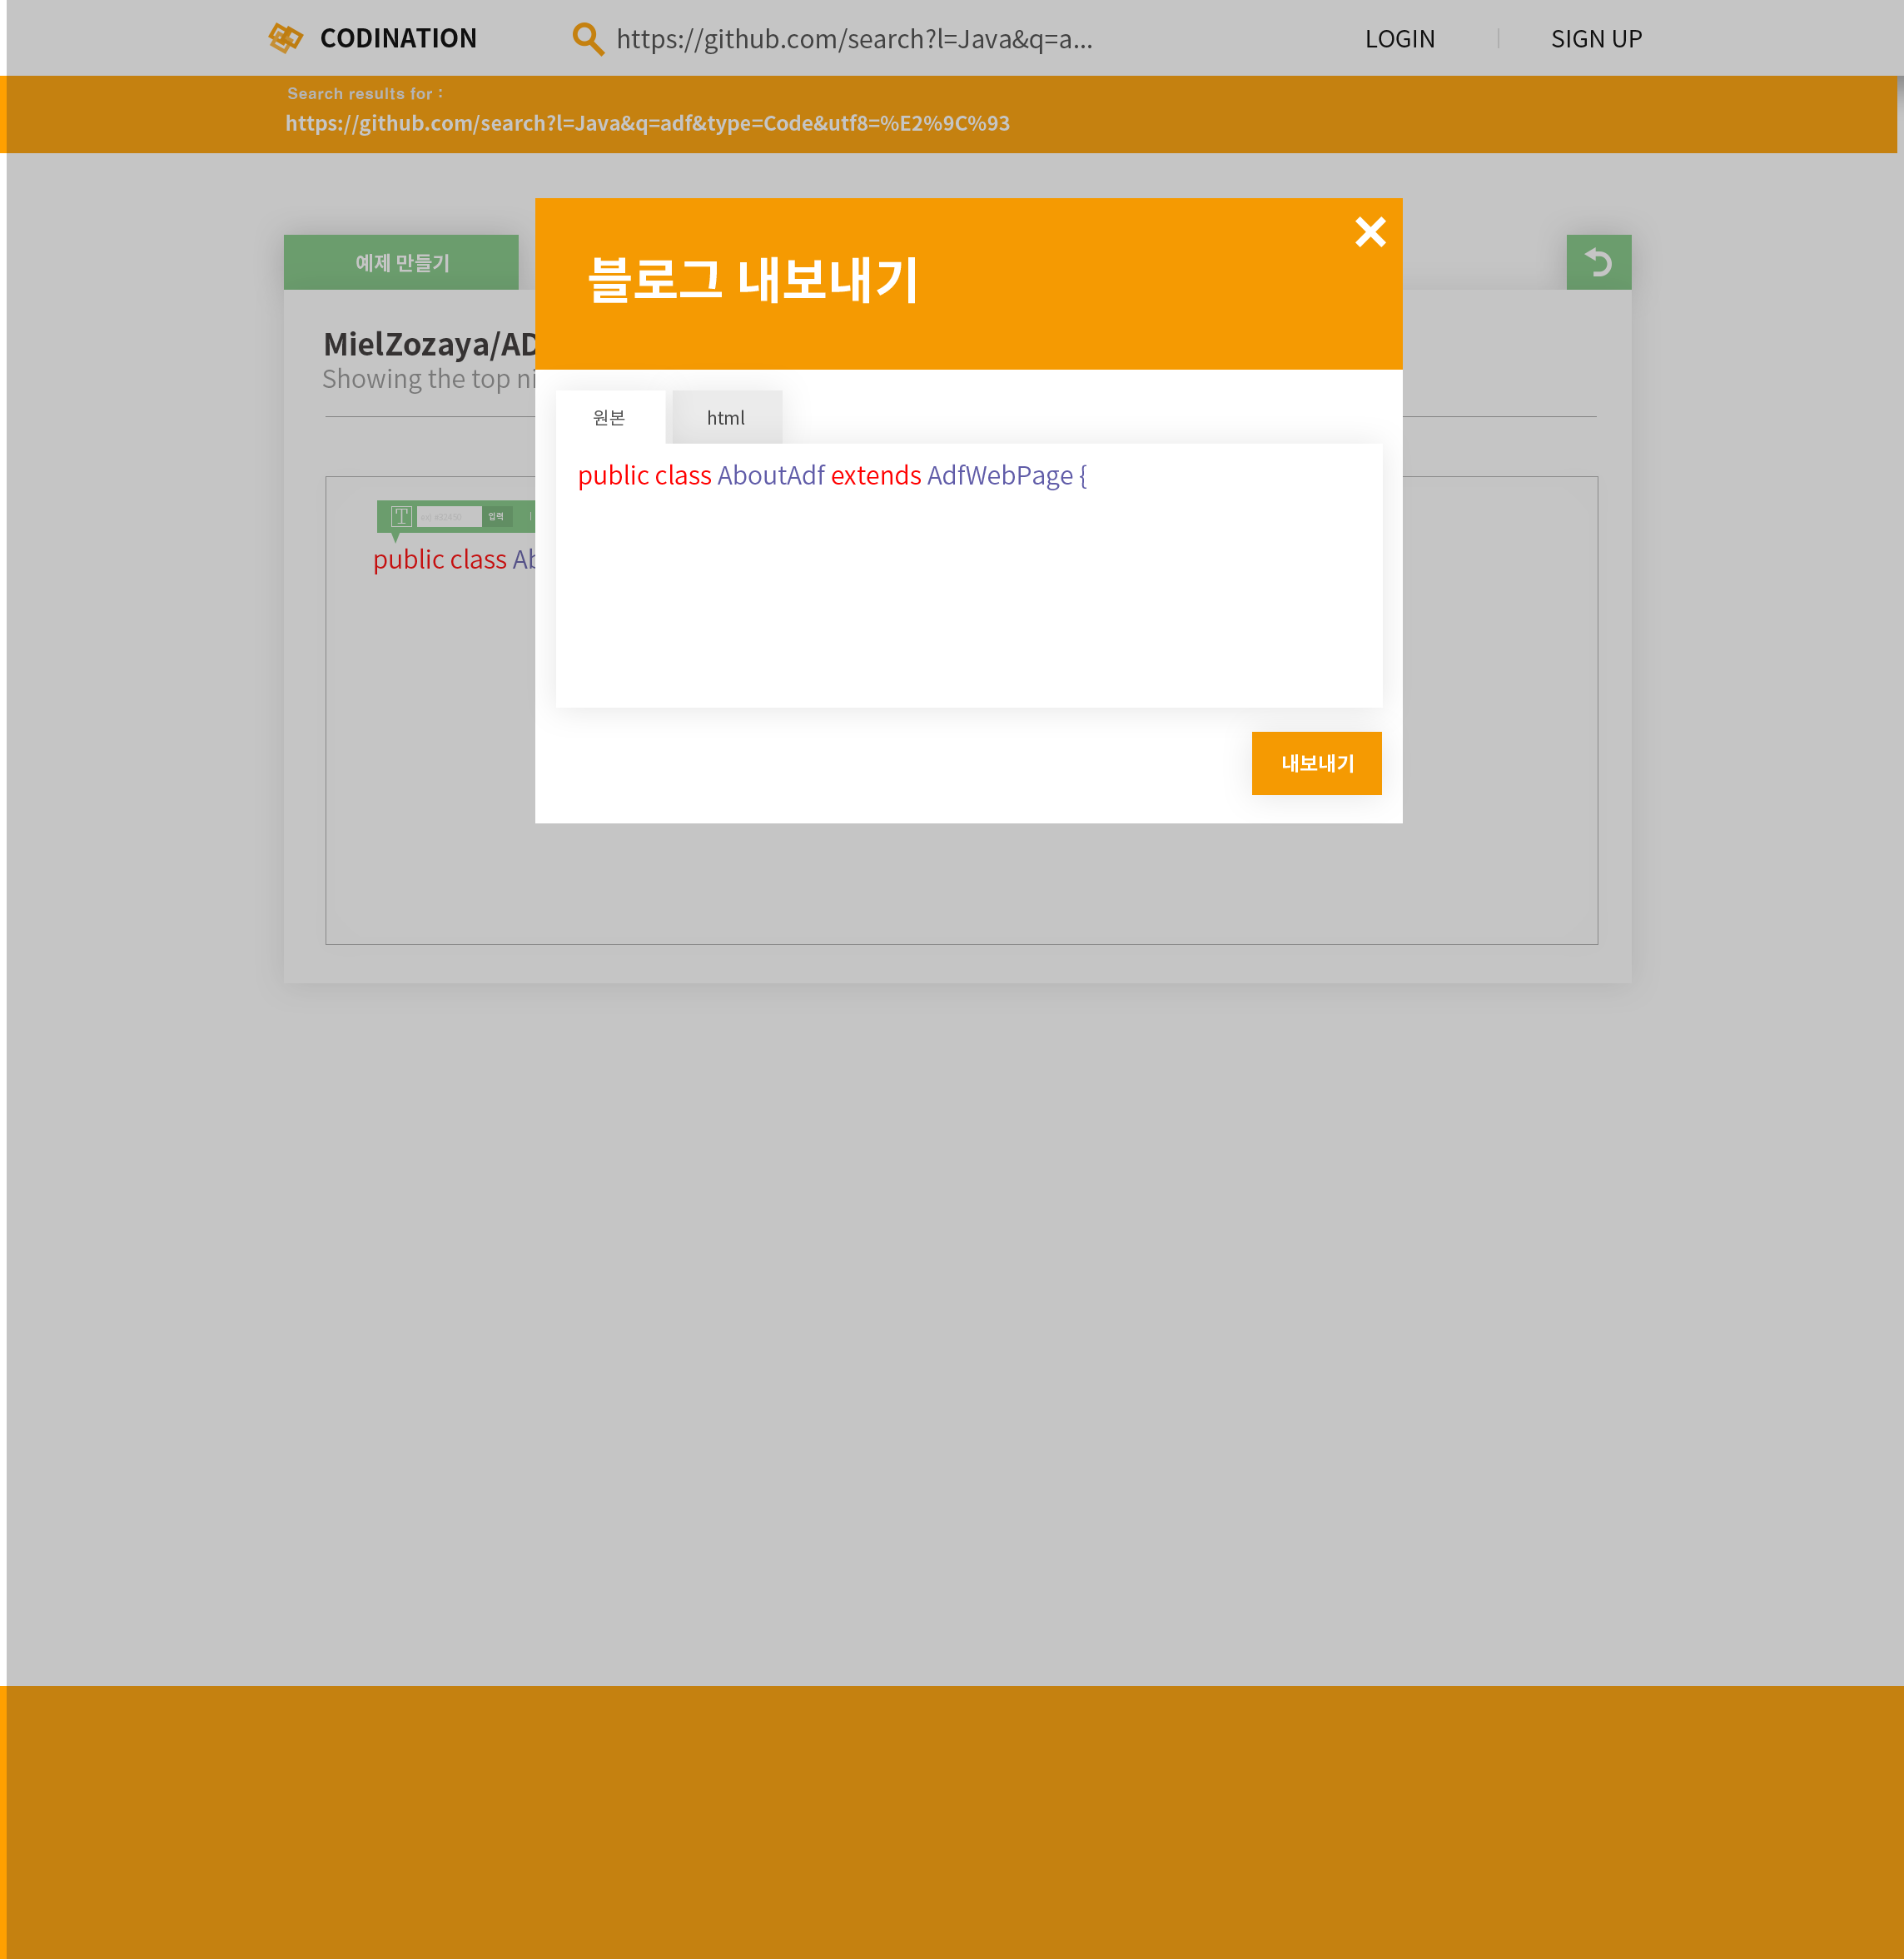 CODINATION
https://github.com/search?l=Java&q=a...
LOGIN
SIGN UP
Search results for :
https://github.com/search?l=Java&q=adf&type=Code&utf8=%E2%9C%93
예제 만들기
블로그 내보내기
MielZozaya/AD
Showing the top ni
원본
html
public class AboutAdf extends AdfWebPage {
T
입력
public class Ab
내보내기